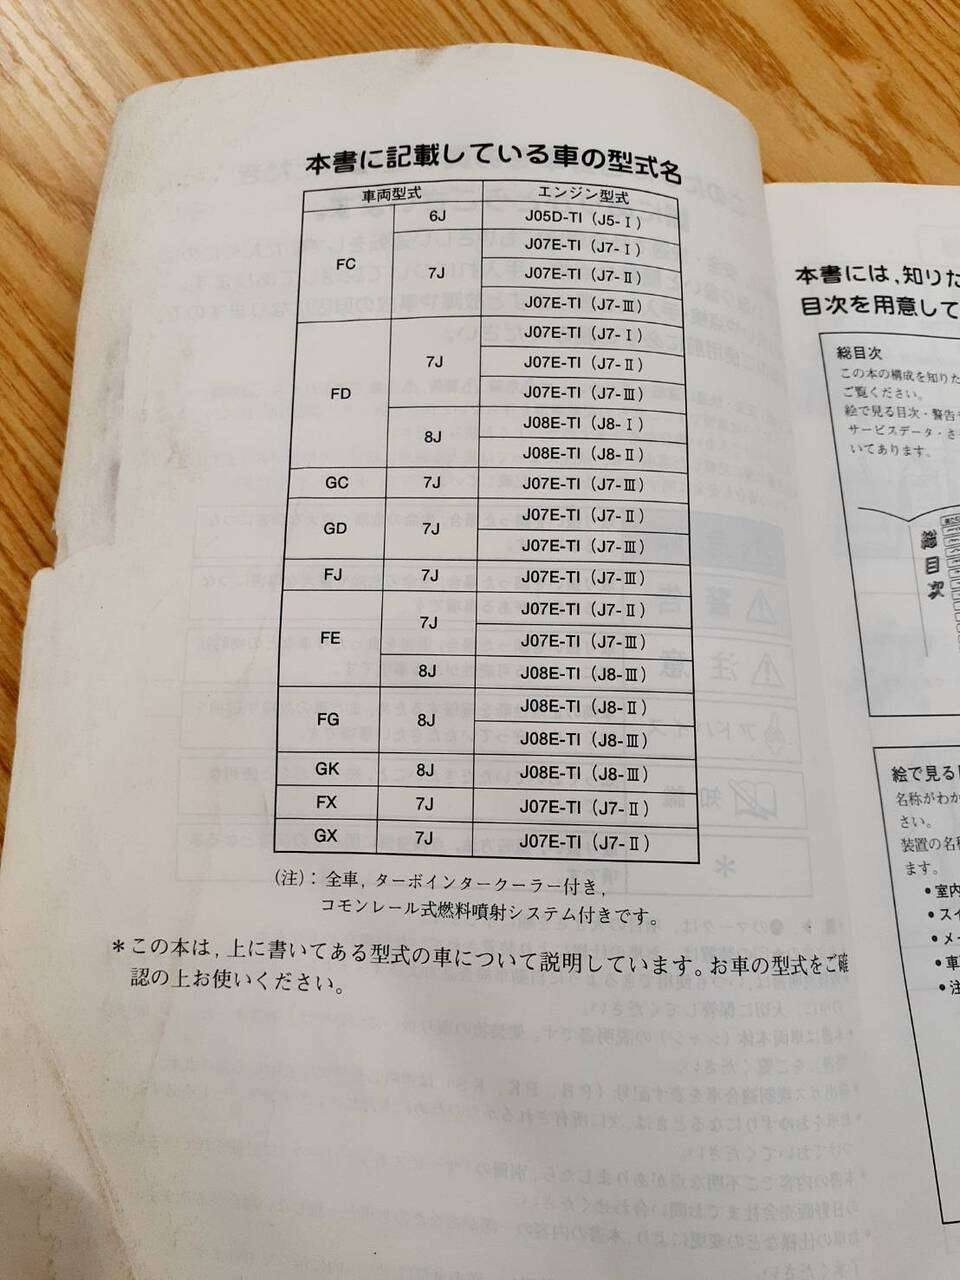 本書に記載している車の型式名
車両型式 エンジン型式
FC 6J J05D-TI (J5-Ⅰ)
7J J07E-TI (J7-Ⅰ)
J07E-TI (J7-Ⅱ)
J07E-TI (J7-Ⅲ)
FD 7J J07E-TI (J7-Ⅰ)
J07E-TI (J7-Ⅱ)
J07E-TI (J7-Ⅲ)
8J J08E-TI (J8-Ⅰ)
J08E-TI (J8-Ⅱ)
GC 7J J07E-TI (J7-Ⅲ)
GD 7J J07E-TI (J7-Ⅱ)
J07E-TI (J7-Ⅲ)
FJ 7J J07E-TI (J7-Ⅲ)
FE 7J J07E-TI (J7-Ⅱ)
J07E-TI (J7-Ⅲ)
8J J08E-TI (J8-Ⅲ)
FG 8J J08E-TI (J8-Ⅱ)
J08E-TI (J8-Ⅲ)
GK 8J J08E-TI (J8-Ⅲ)
FX 7J J07E-TI (J7-Ⅱ)
GX 7J J07E-TI (J7-Ⅱ)
(注)：全車，ターボインタークーラー付き，
コモンレール式燃料噴射システム付きです。
＊この本は，上に書いてある型式の車について説明しています。お車の型式をご確
認の上お使いください。
本書には，知りた
目次を用意して
総目次
この本の構成を知りた
ご覧ください。
絵で見る目次・警告
サービスデータ・さ
いてあります。
総目次
絵で見る
名称がわか
さい。
装置の名称
ます。
●室内
●スイ
●メー
●車
●注